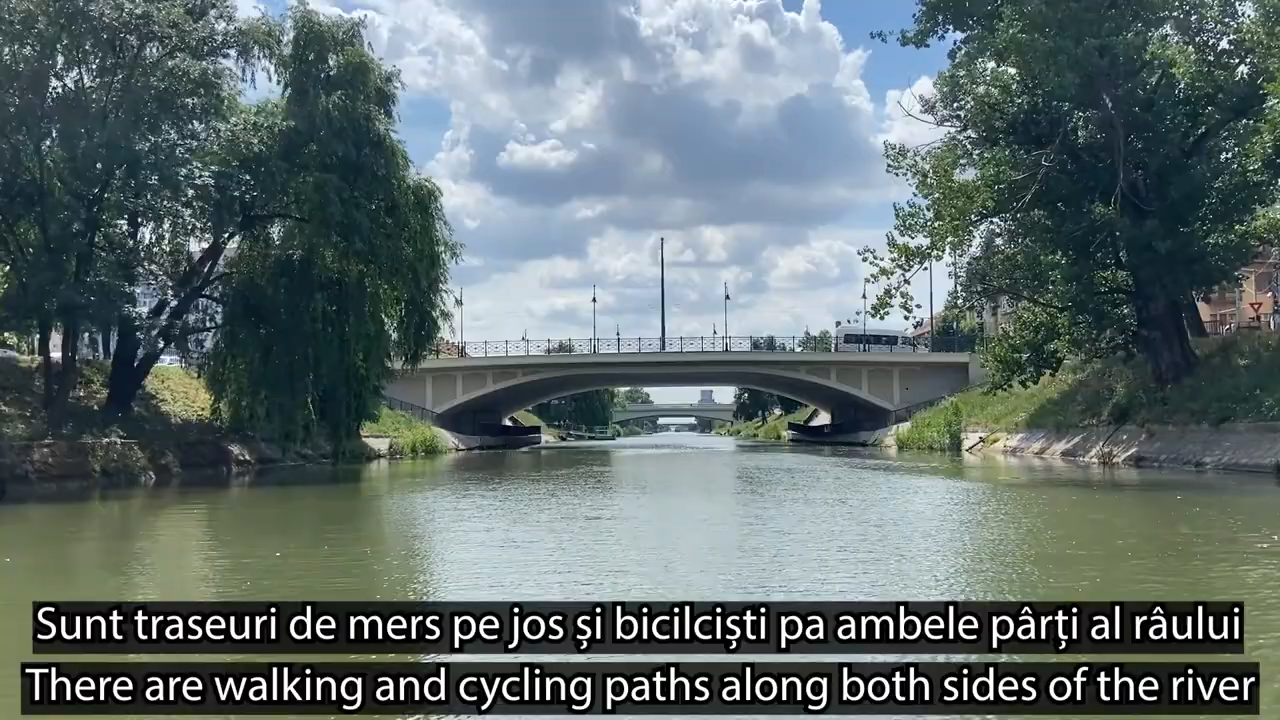 Sunt traseuri de mers pe jos și bicilciști pa ambele pârți al râului
There are walking and cycling paths along both sides of the river